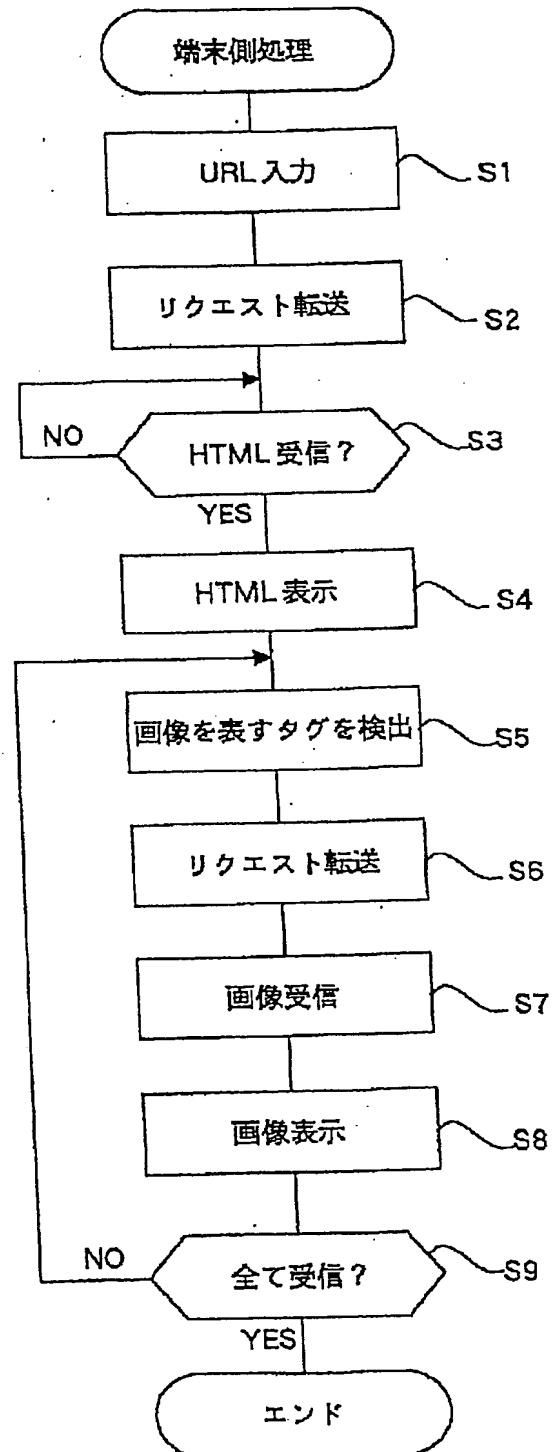 端末側処理
URL入力
S1
リクエスト転送
S2
HTML受信？
S3
NO
YES
HTML表示
S4
画像を表すタグを検出
S5
リクエスト転送
S6
画像受信
S7
画像表示
S8
全て受信？
S9
NO
YES
エンド